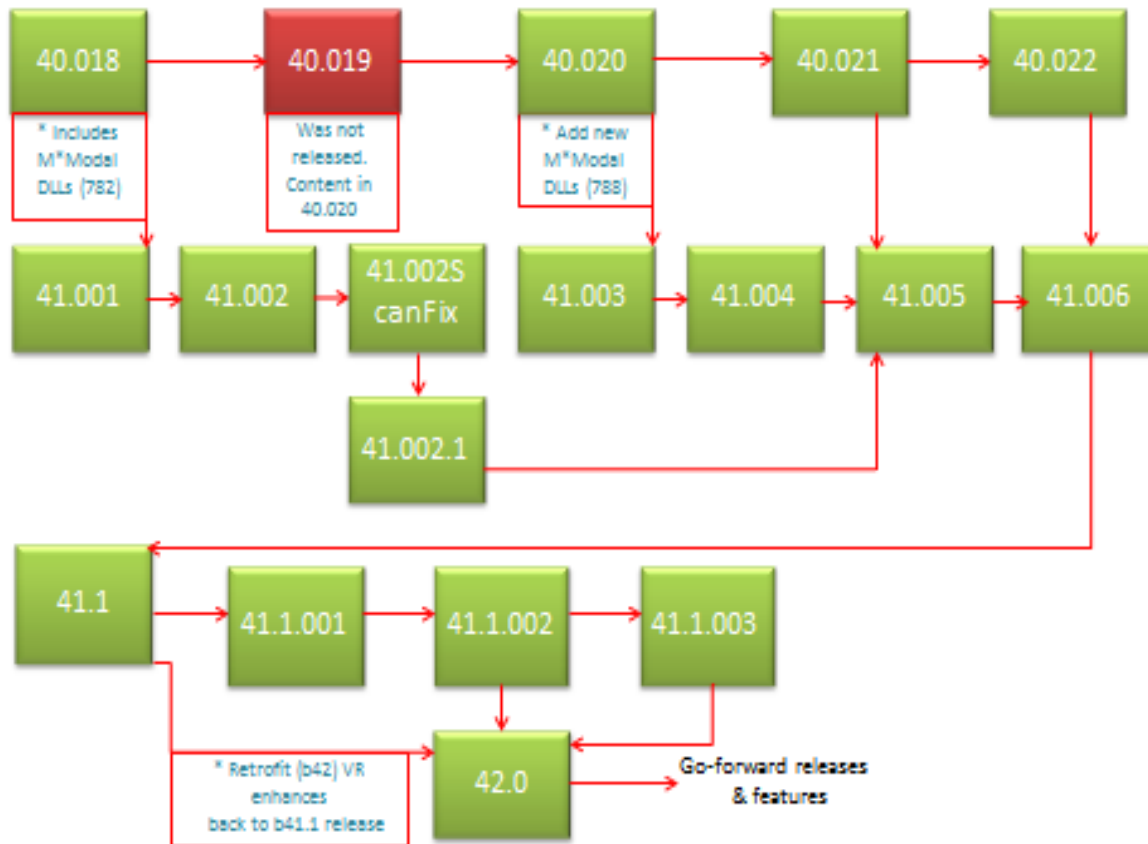 40.018
40.019
40.020
40.021
40.022
* Includes
M*Modal
DLLs (782)
Was not
released.
Content in
40.020
* Add new
M*Modal
DLLs (788)
41.001
41.002
41.002S
canFix
41.003
41.004
41.005
41.006
41.002.1
41.1
41.1.001
41.1.002
41.1.003
* Retrofit (b42) VR
enhances
back to b41.1 release
42.0
Go-forward releases
& features